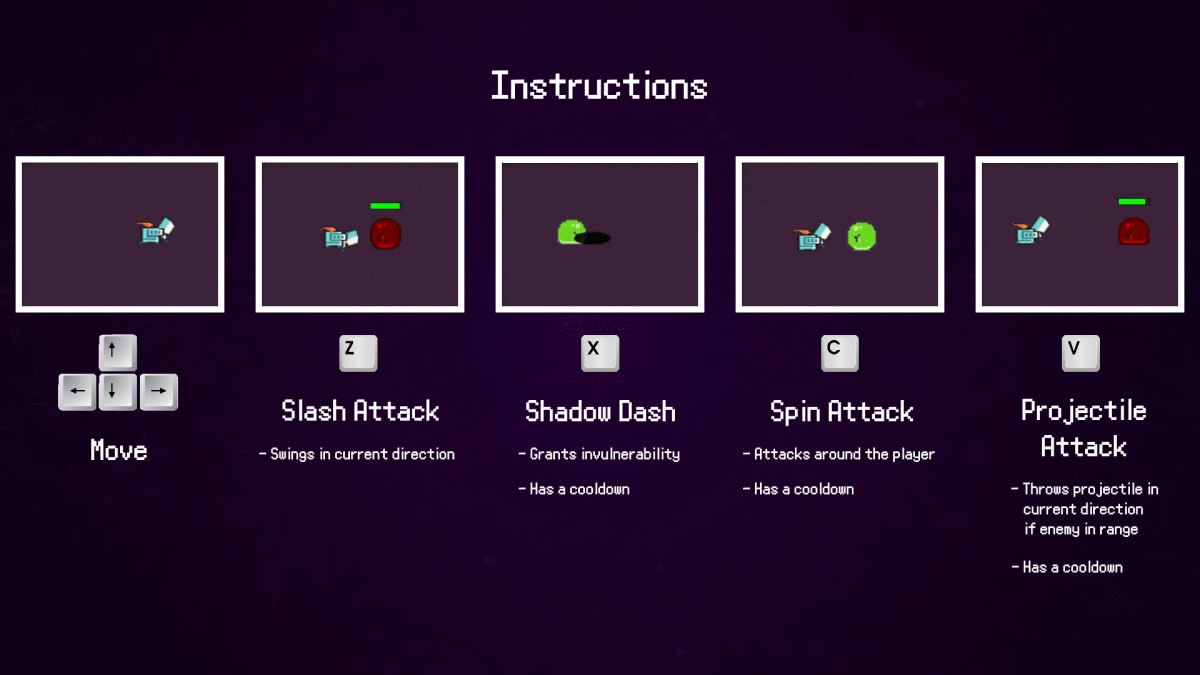 Instructions
↑
← ↓ →
Move
Z
Slash Attack
- Swings in current direction
X
Shadow Dash
- Grants invulnerability
- Has a cooldown
C
Spin Attack
- Attacks around the player
- Has a cooldown
V
Projectile
Attack
- Throws projectile in
current direction
if enemy in range
- Has a cooldown